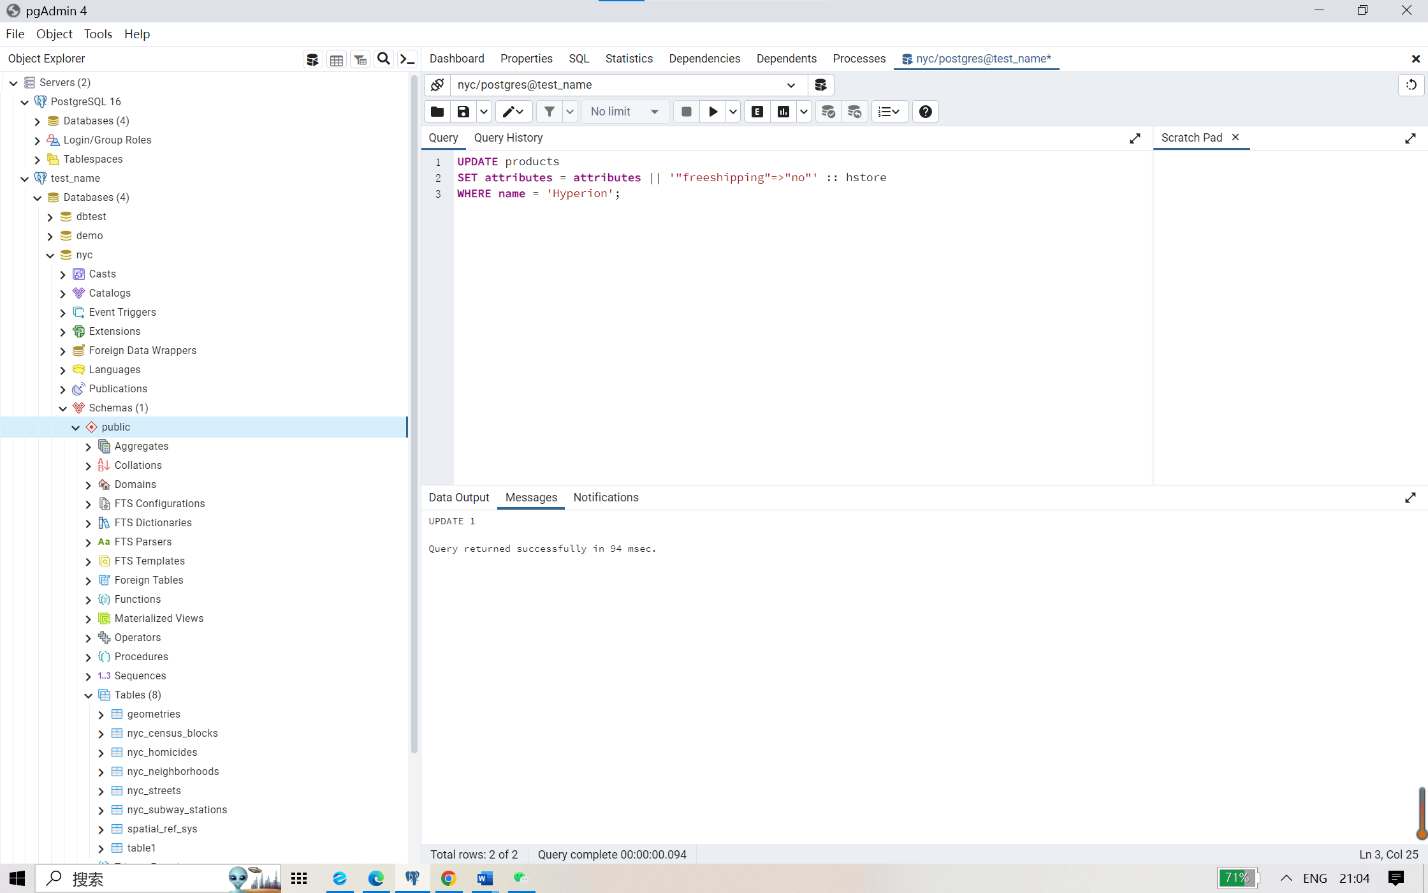 pgAdmin 4
File Object Tools Help
Object Explorer
Dashboard Properties SQL Statistics Dependencies Dependents Processes nyc/postgres@test_name*
Servers (2)
PostgreSQL 16
Databases (4)
Login/Group Roles
Tablespaces
test_name
Databases (4)
dbtest
demo
nyc
Casts
Catalogs
Event Triggers
Extensions
Foreign Data Wrappers
Languages
Publications
Schemas (1)
public
Aggregates
Collations
Domains
FTS Configurations
FTS Dictionaries
Aa FTS Parsers
FTS Templates
Foreign Tables
Functions
Materialized Views
Operators
Procedures
1..3 Sequences
Tables (8)
geometries
nyc_census_blocks
nyc_homicides
nyc_neighborhoods
nyc_streets
nyc_subway_stations
spatial_ref_sys
table1
nyc/postgres@test_name
No limit
E
Query Query History
Scratch Pad
1 UPDATE products
2 SET attributes = attributes || '"freeshipping"=>"no"' :: hstore
3 WHERE name = 'Hyperion';
Data Output Messages Notifications
UPDATE 1
Query returned successfully in 94 msec.
Total rows: 2 of 2 Query complete 00:00:00.094
Ln 3, Col 25
搜索
71%
ENG 21:04